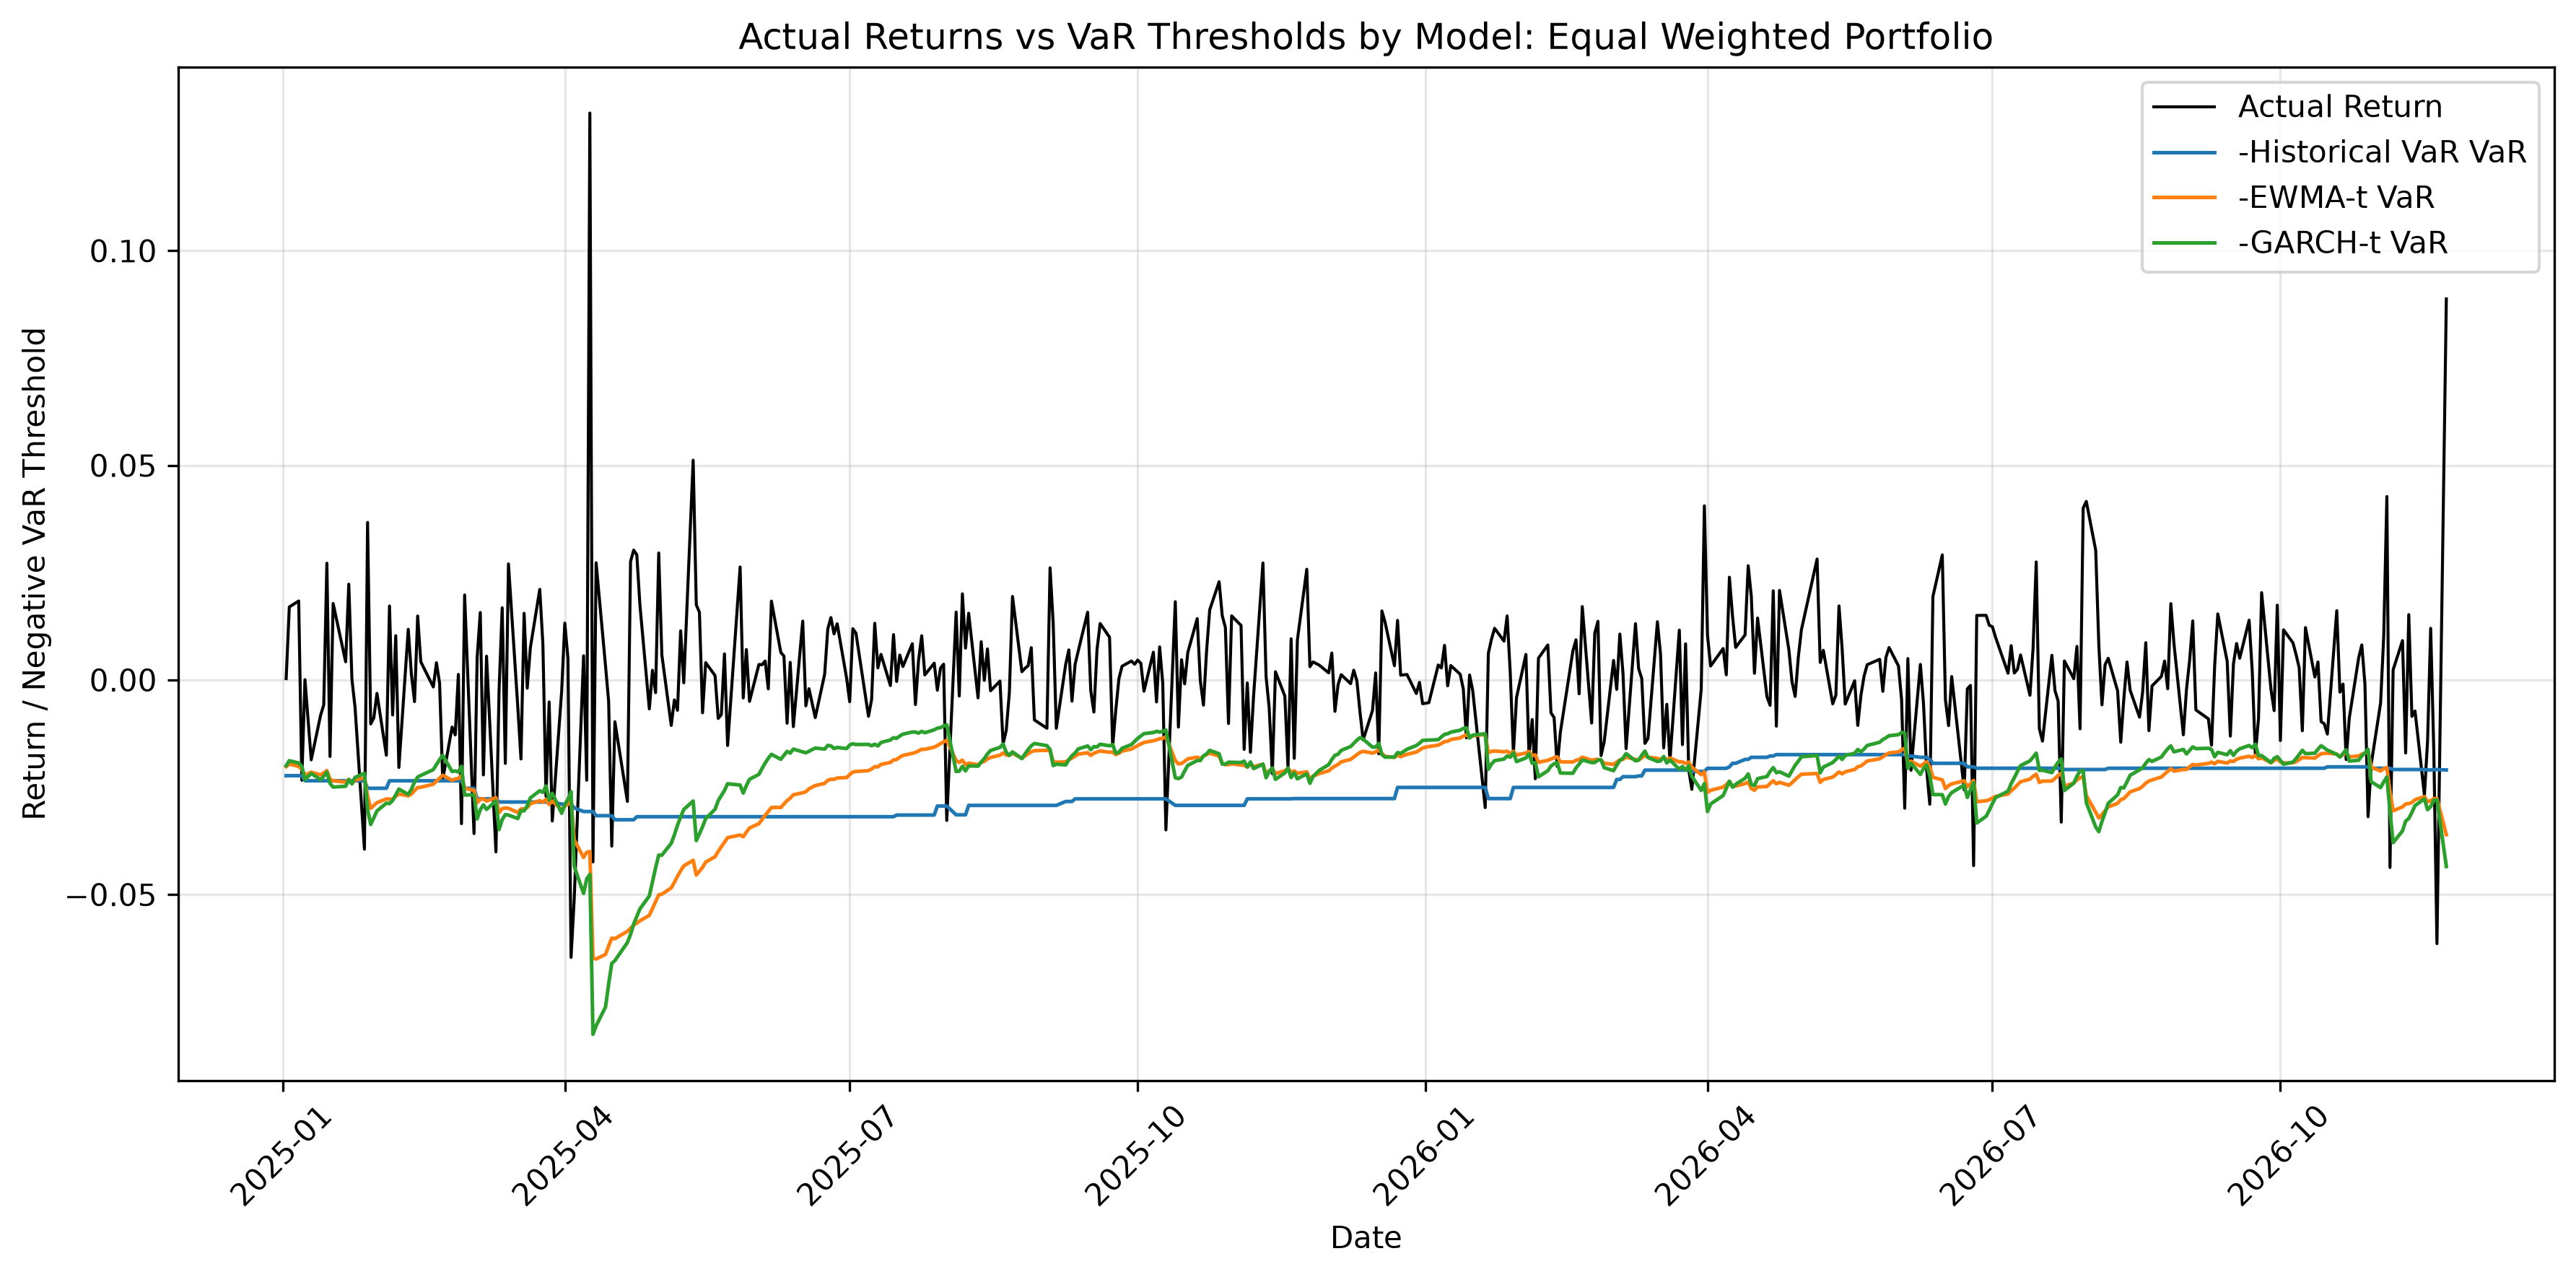 Actual Returns vs VaR Thresholds by Model: Equal Weighted Portfolio
Actual Return
-Historical VaR VaR
-EWMA-t VaR
-GARCH-t VaR
Return / Negative VaR Threshold
0.10
0.05
0.00
−0.05
2025-01
2025-04
2025-07
2025-10
2026-01
2026-04
2026-07
2026-10
Date